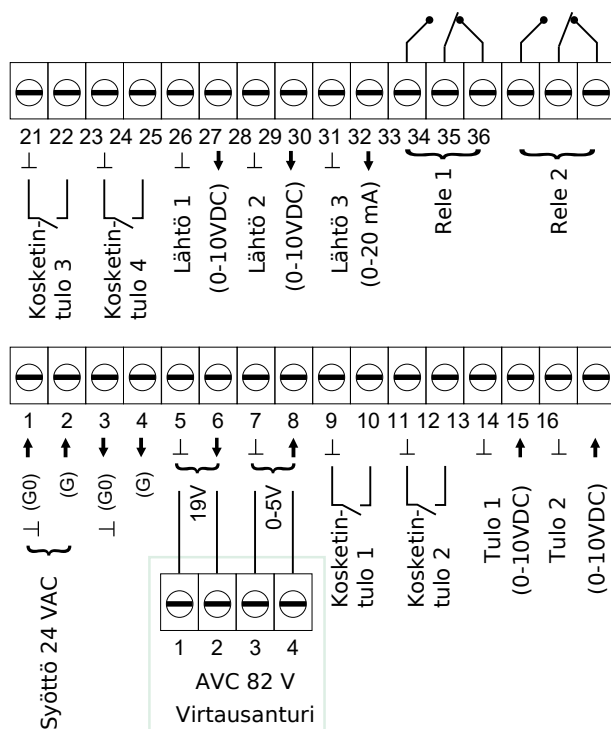 21 22 23 24 25 26 27 28 29 30 31 32 33 34 35 36
Kosketin-
tulo 3
Kosketin-
tulo 4
Lähtö 1
(0-10VDC)
Lähtö 2
(0-10VDC)
Lähtö 3
(0-20 mA)
Rele 1
Rele 2
1 2 3 4 5 6 7 8 9 10 11 12 13 14 15 16
(G0)
(G)
(G0)
(G)
Syöttö 24 VAC
19V
0-5V
Kosketin-
tulo 1
Kosketin-
tulo 2
Tulo 1
(0-10VDC)
Tulo 2
(0-10VDC)
1 2 3 4
AVC 82 V
Virtausanturi